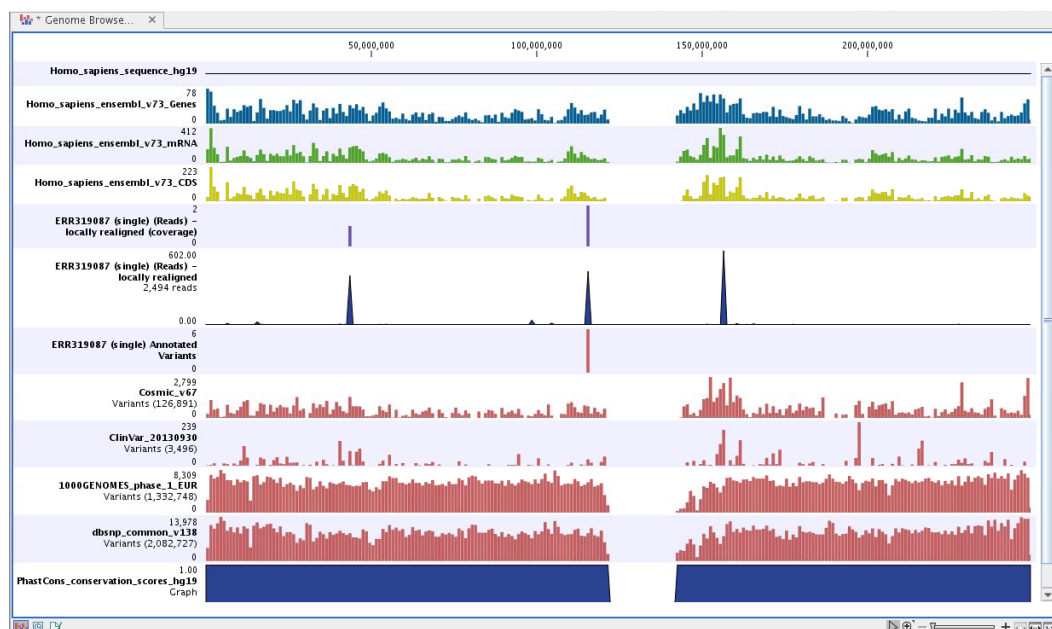 * Genome Browse...
50,000,000 100,000,000 150,000,000 200,000,000
Homo_sapiens_sequence_hg19
78
Homo_sapiens_ensembl_v73_Genes
0
412
Homo_sapiens_ensembl_v73_mRNA
0
223
Homo_sapiens_ensembl_v73_CDS
0
2
ERR319087 (single) (Reads) -
locally realigned (coverage)
0
602.00
ERR319087 (single) (Reads) -
locally realigned
2,494 reads
0.00
6
ERR319087 (single) Annotated
Variants
0
2,799
Cosmic_v67
Variants (126,891)
0
239
ClinVar_20130930
Variants (3,496)
0
8,309
1000GENOMES_phase_1_EUR
Variants (1,332,748)
0
13,978
dbsnp_common_v138
Variants (2,082,727)
0
1.00
PhastCons_conservation_scores_hg19
Graph